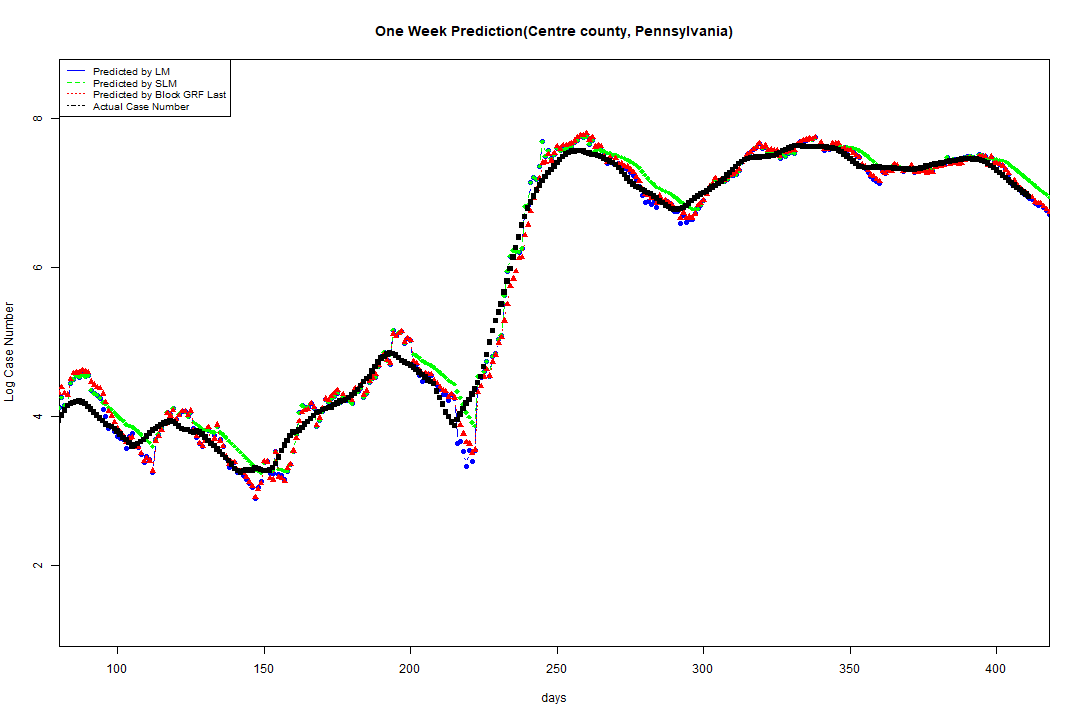 One Week Prediction(Centre county, Pennsylvania)
Predicted by LM
Predicted by SLM
Predicted by Block GRF Last
Actual Case Number
8
6
4
2
Log Case Number
100 150 200 250 300 350 400
days